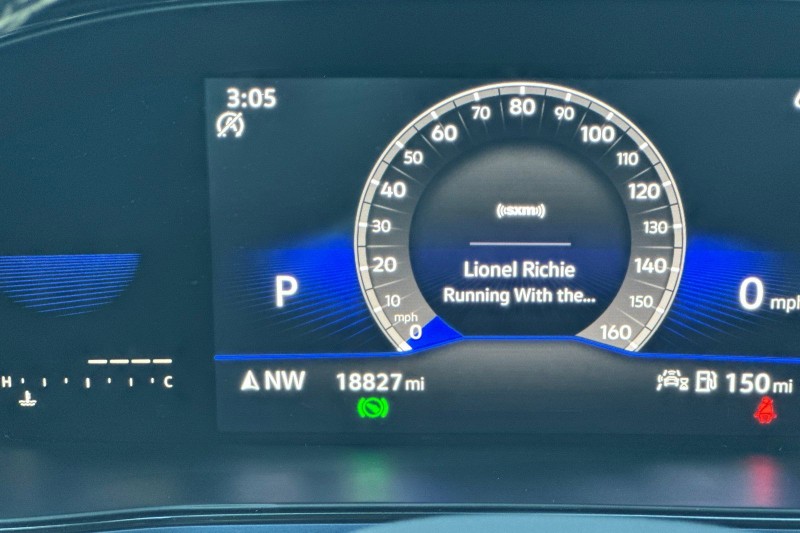 3:05
A
80
70 90
60 100
50 110
40 120
30 130
20 140
10 150
mph
0 160
((sxm))
Lionel Richie
Running With the...
P
0 mph
H C
NW 18827 mi 150 mi